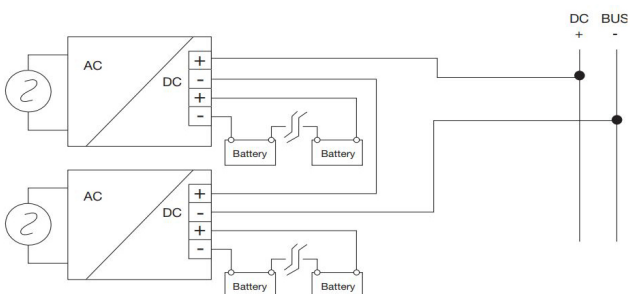 DC BUS
+ -
AC
DC
+
-
+
-
Battery
Battery
AC
DC
+
-
+
-
Battery
Battery